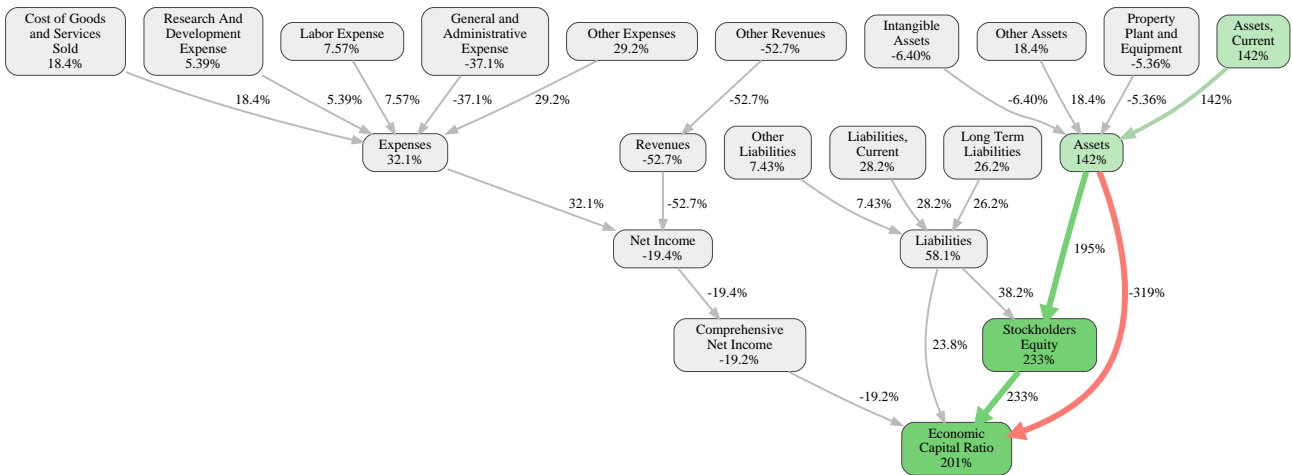 Cost of Goods
and Services
Sold
18.4%
Research And
Development
Expense
5.39%
Labor Expense
7.57%
General and
Administrative
Expense
-37.1%
Other Expenses
29.2%
Other Revenues
-52.7%
Intangible
Assets
-6.40%
Other Assets
18.4%
Property
Plant and
Equipment
-5.36%
Assets,
Current
142%
18.4%
5.39%
7.57%
-37.1%
29.2%
-52.7%
-6.40%
18.4%
-5.36%
142%
Expenses
32.1%
Revenues
-52.7%
Other
Liabilities
7.43%
Liabilities,
Current
28.2%
Long Term
Liabilities
26.2%
Assets
142%
32.1%
-52.7%
7.43%
28.2%
26.2%
195%
-319%
Net Income
-19.4%
Liabilities
58.1%
-19.4%
38.2%
23.8%
Comprehensive
Net Income
-19.2%
Stockholders
Equity
233%
-19.2%
233%
Economic
Capital Ratio
201%